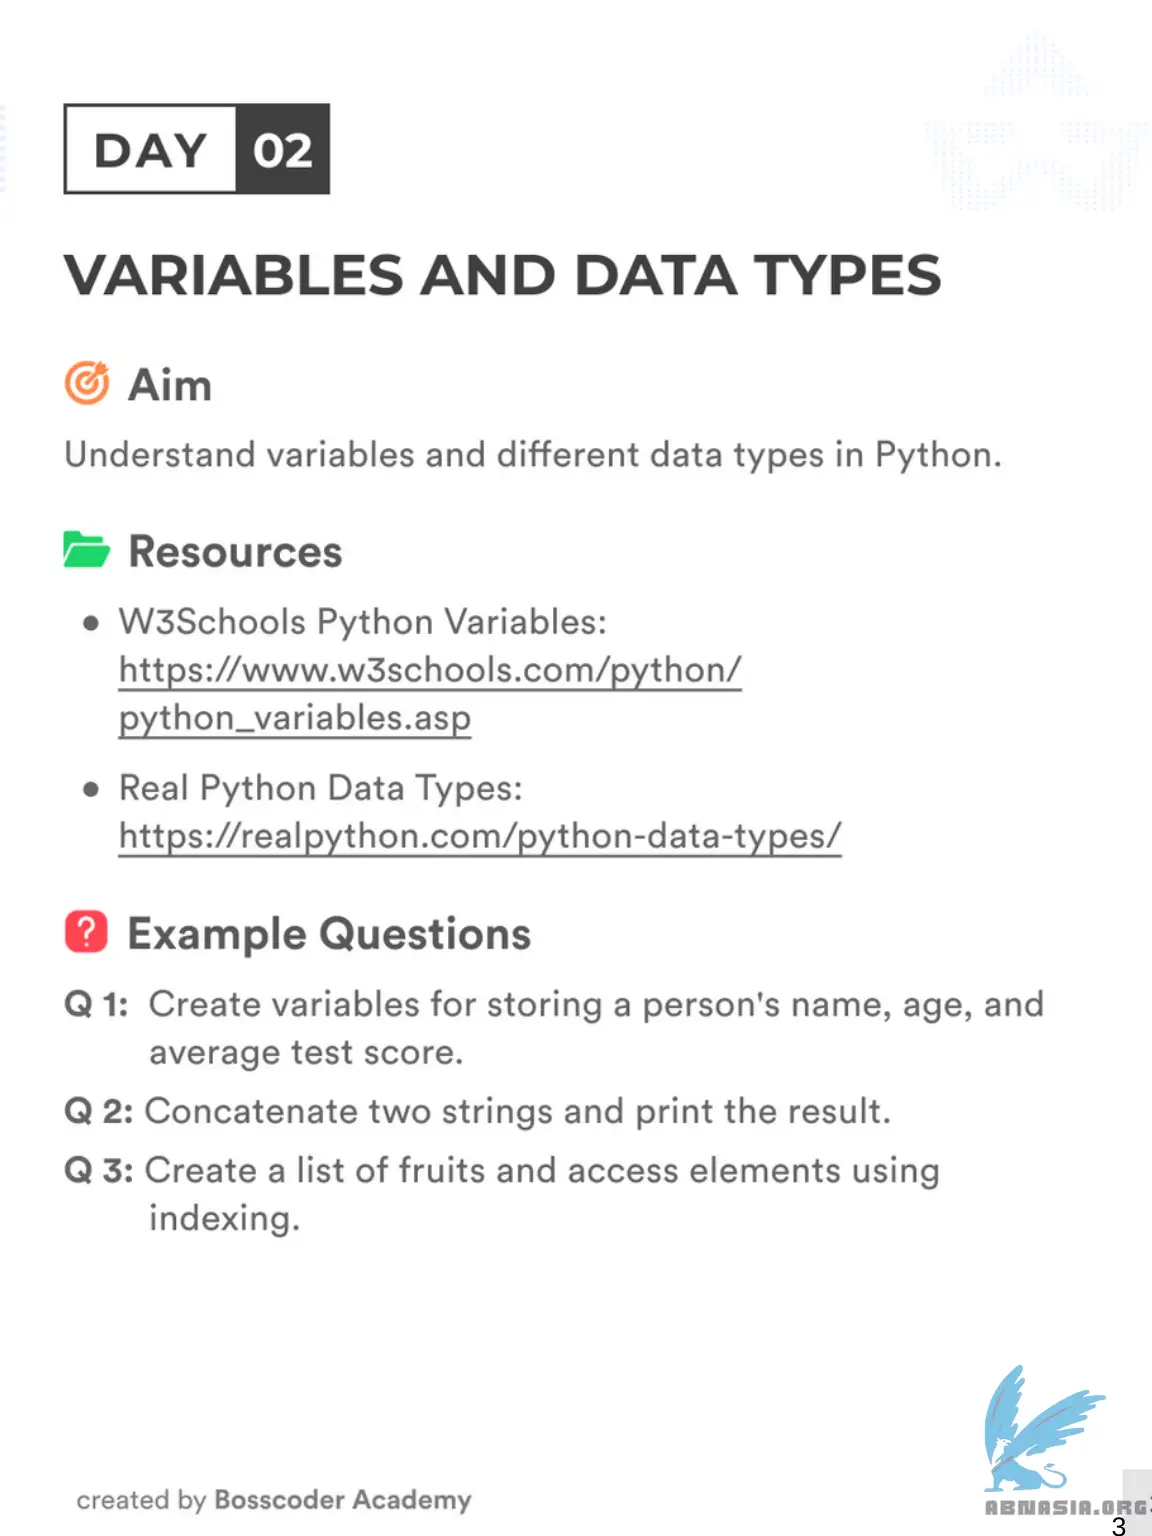 DAY 02
VARIABLES AND DATA TYPES
Aim
Understand variables and different data types in Python.
Resources
• W3Schools Python Variables:
https://www.w3schools.com/python/
python_variables.asp
• Real Python Data Types:
https://realpython.com/python-data-types/
? Example Questions
Q 1: Create variables for storing a person's name, age, and
average test score.
Q 2: Concatenate two strings and print the result.
Q 3: Create a list of fruits and access elements using
indexing.
created by Bosscoder Academy
ABNASIA.ORG
3